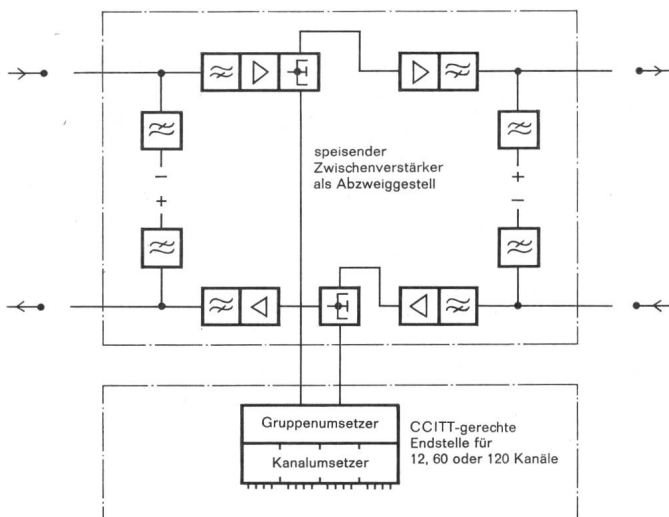 speisender
Zwischenverstärker
als Abzweiggestell
– +
+ –
Gruppenumsetzer
Kanalumsetzer
CCITT-gerechte
Endstelle für
12, 60 oder 120 Kanäle